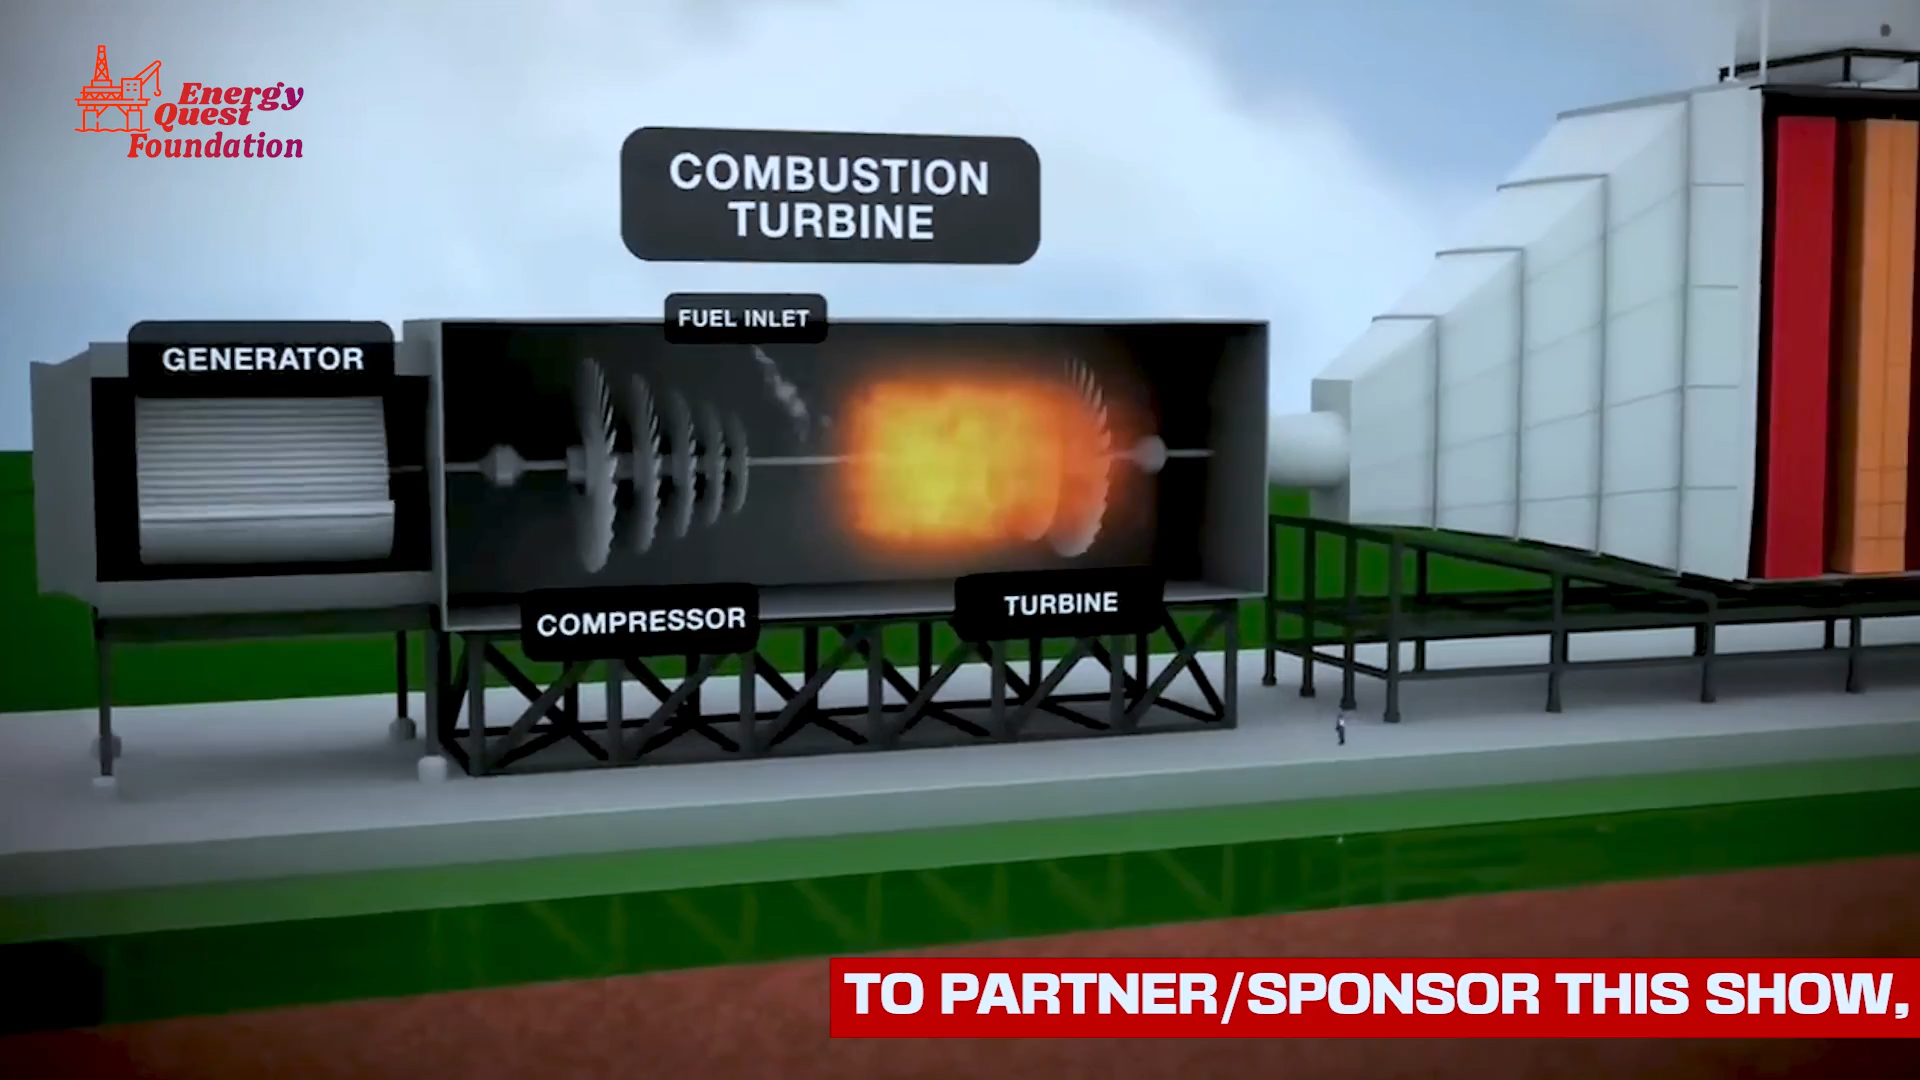 Energy
Quest
Foundation
COMBUSTION
TURBINE
FUEL INLET
GENERATOR
COMPRESSOR
TURBINE
TO PARTNER/SPONSOR THIS SHOW,